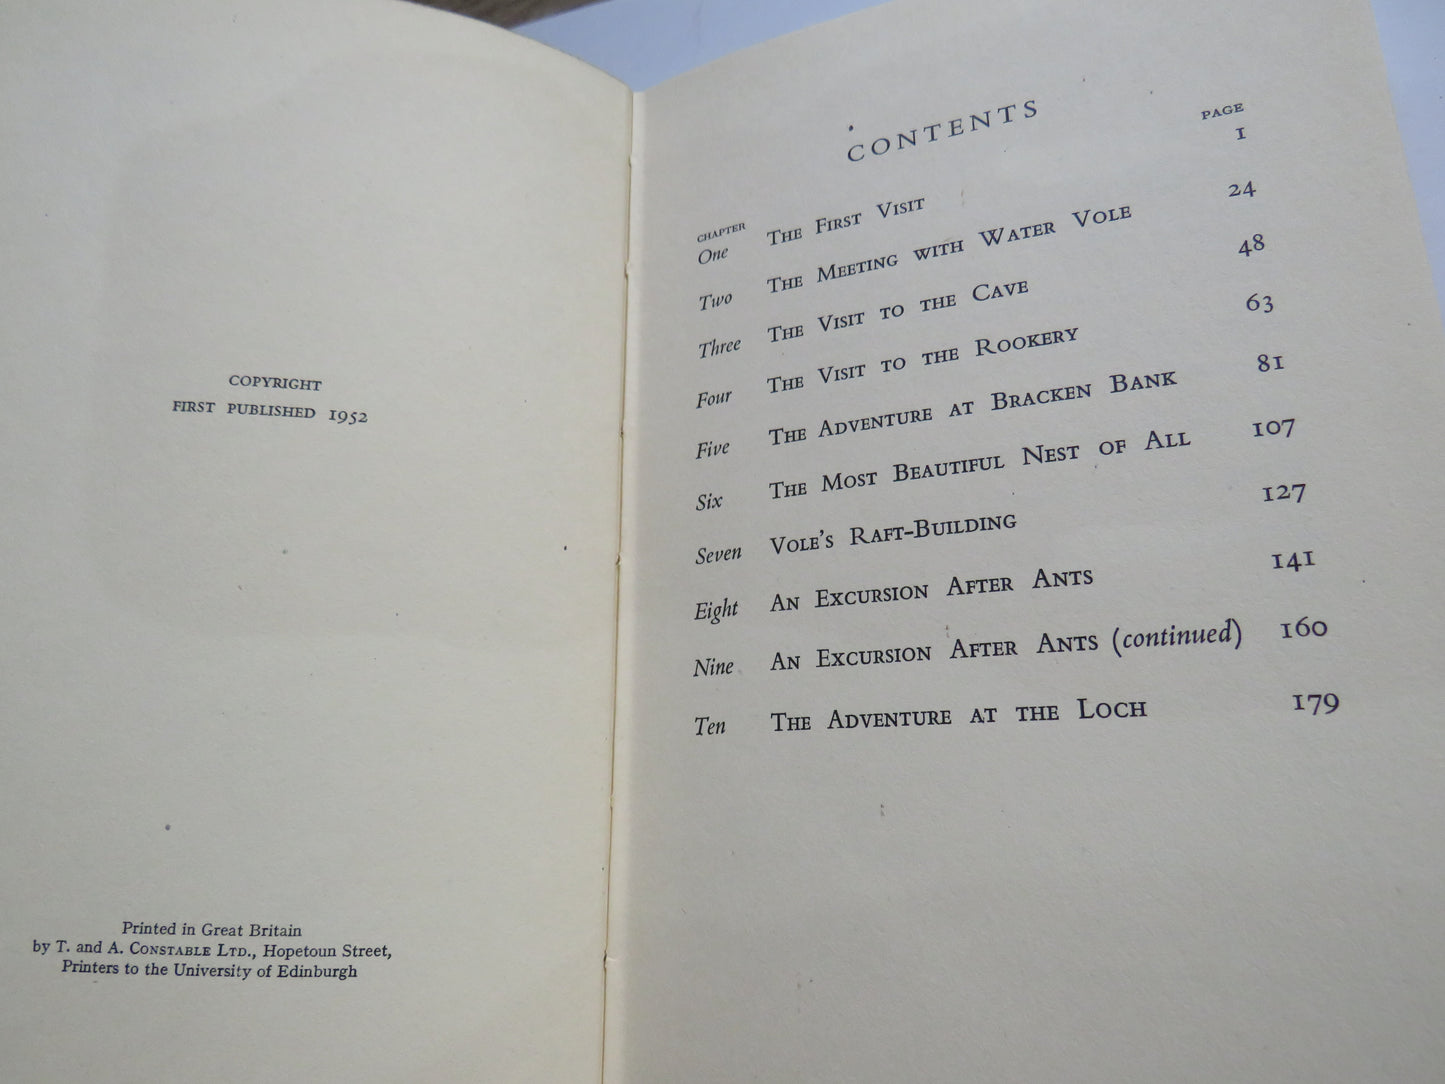 COPYRIGHT
FIRST PUBLISHED 1952
Printed in Great Britain
by T. and A. CONSTABLE LTD., Hopetoun Street,
Printers to the University of Edinburgh
CONTENTS
CHAPTER PAGE
One THE FIRST VISIT 1
Two THE MEETING WITH WATER VOLE 24
Three THE VISIT TO THE CAVE 48
Four THE VISIT TO THE ROOKERY 63
Five THE ADVENTURE AT BRACKEN BANK 81
Six THE MOST BEAUTIFUL NEST OF ALL 107
Seven VOLE'S RAFT-BUILDING 127
Eight AN EXCURSION AFTER ANTS 141
Nine AN EXCURSION AFTER ANTS (continued) 160
Ten THE ADVENTURE AT THE LOCH 179